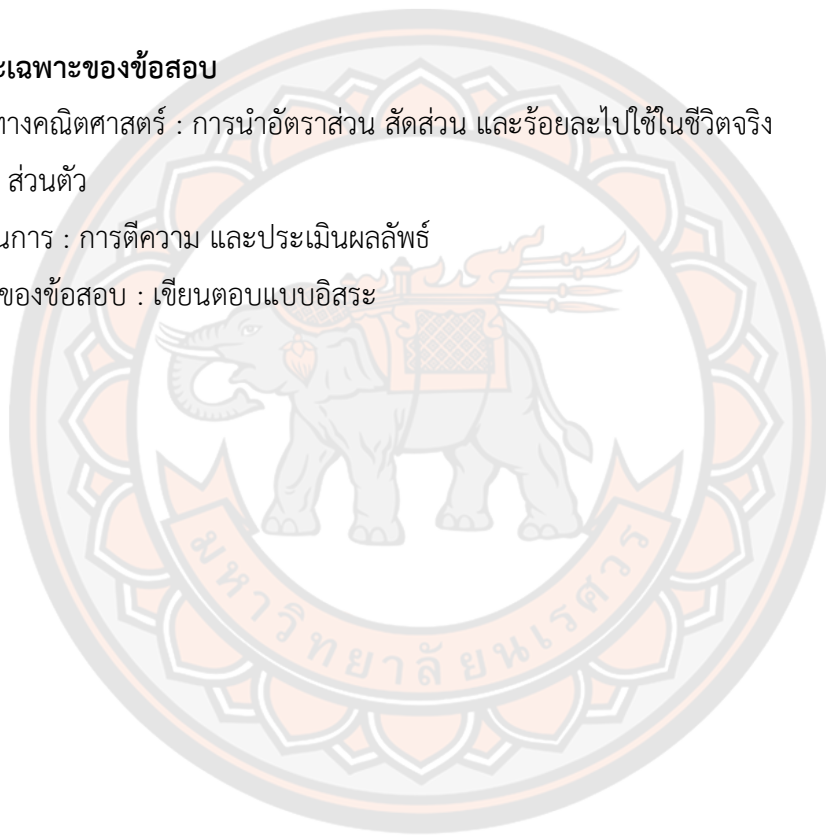 ะเฉพาะของข้อสอบ
ทางคณิตศาสตร์ : การนำอัตราส่วน สัดส่วน และร้อยละไปใช้ในชีวิตจริง
ส่วนตัว
นการ : การตีความ และประเมินผลลัพธ์
ของข้อสอบ : เขียนตอบแบบอิสระ
มหาวิทยาลัยนเรศวร